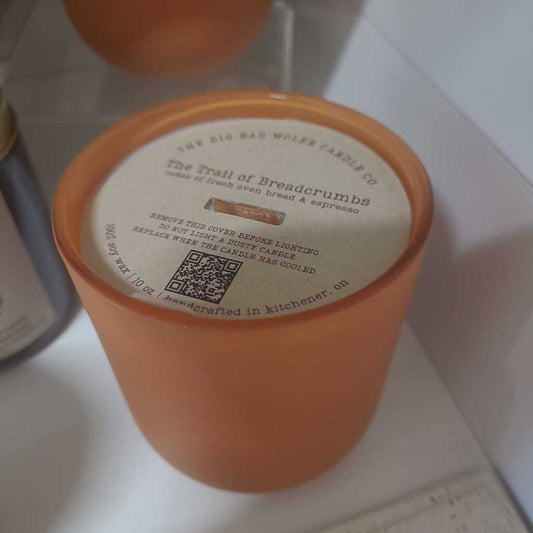 THE BIG BAD WOLFE CANDLE CO
The Trail of Breadcrumbs
notes of fresh oven bread & espresso
REMOVE THIS COVER BEFORE LIGHTING
DO NOT LIGHT A DUSTY CANDLE.
REPLACE WHEN THE CANDLE HAS COOLED.
100% soy wax | 10 oz | handcrafted in kitchener, on